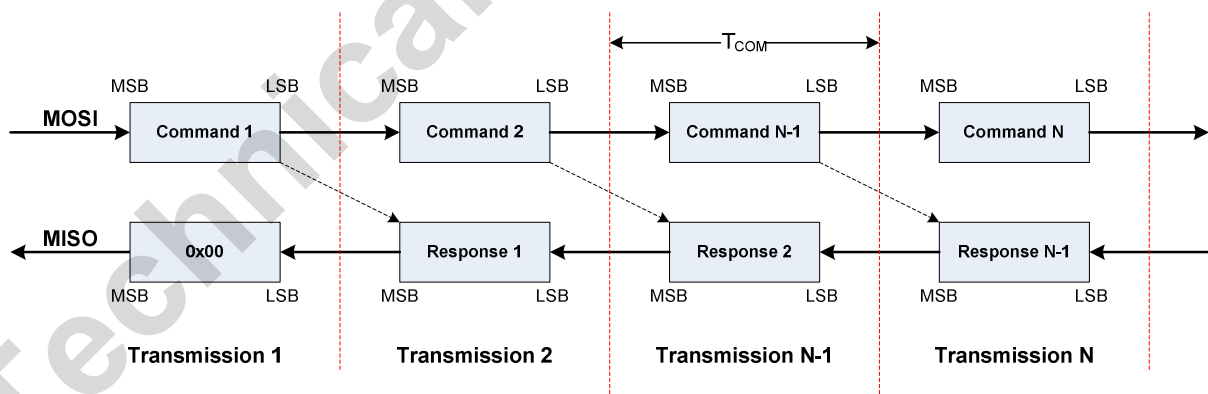 T_COM
MSB LSB MSB LSB MSB LSB MSB LSB
MOSI Command 1 Command 2 Command N-1 Command N
MISO 0x00 Response 1 Response 2 Response N-1
MSB LSB MSB LSB MSB LSB MSB LSB
Transmission 1 Transmission 2 Transmission N-1 Transmission N
Technical